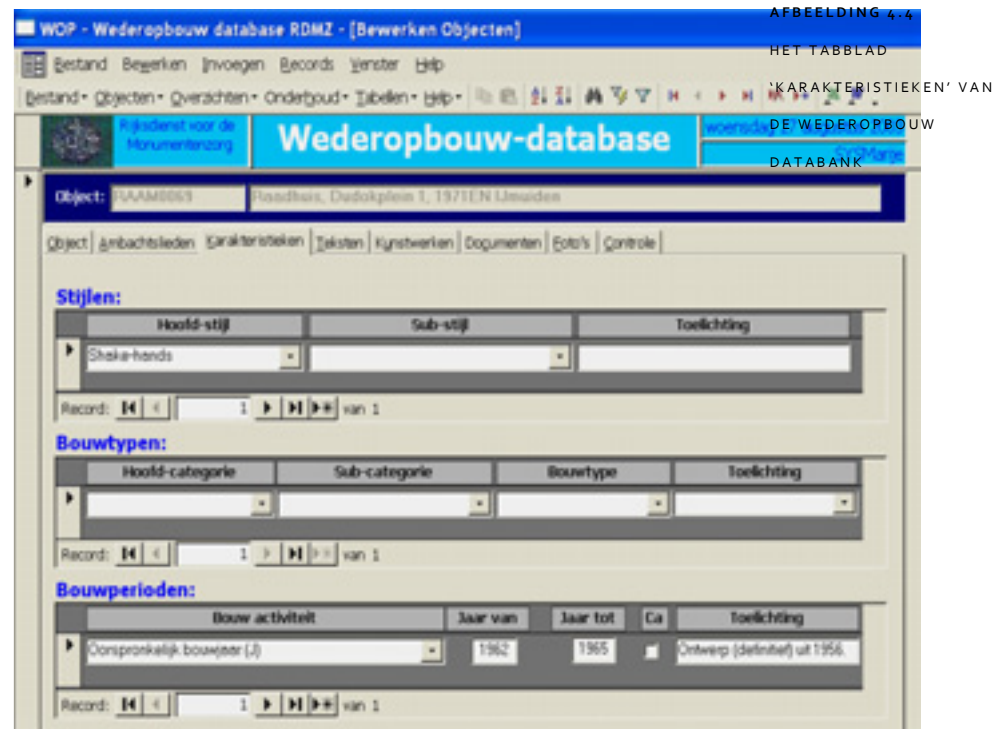 AFBEELDING 4.4
HET TABBLAD
‘KARAKTERISTIEKEN’ VAN
DE WEDEROPBOUW
DATABANK
WOP - Wederopbouw database RDMZ - [Bewerken Objecten]
Bestand Bewerken Invoegen Records Venster Help
Bestand Objecten Overzichten Onderhoud Tabellen Help
Rijksdienst voor de
Monumentenzorg
Wederopbouw-database
woensdag
SYSMarje
Object: RAAM0069 Raadhuis, Dudokplein 1, 1971EN IJmuiden
Object Ambachtslieden Karakteristieken Teksten Kunstwerken Documenten Foto's Controle
Stijlen:
Hoofd-stijl Sub-stijl Toelichting
Shake-hands
Record: 1 van 1
Bouwtypen:
Hoofd-categorie Sub-categorie Bouwtype Toelichting
Record: 1 van 1
Bouwperioden:
Bouw activiteit Jaar van Jaar tot Ca Toelichting
Oorspronkelijk bouwjaar (J) 1962 1965 Ontwerp (definitief) uit 1956.
Record: 1 van 1